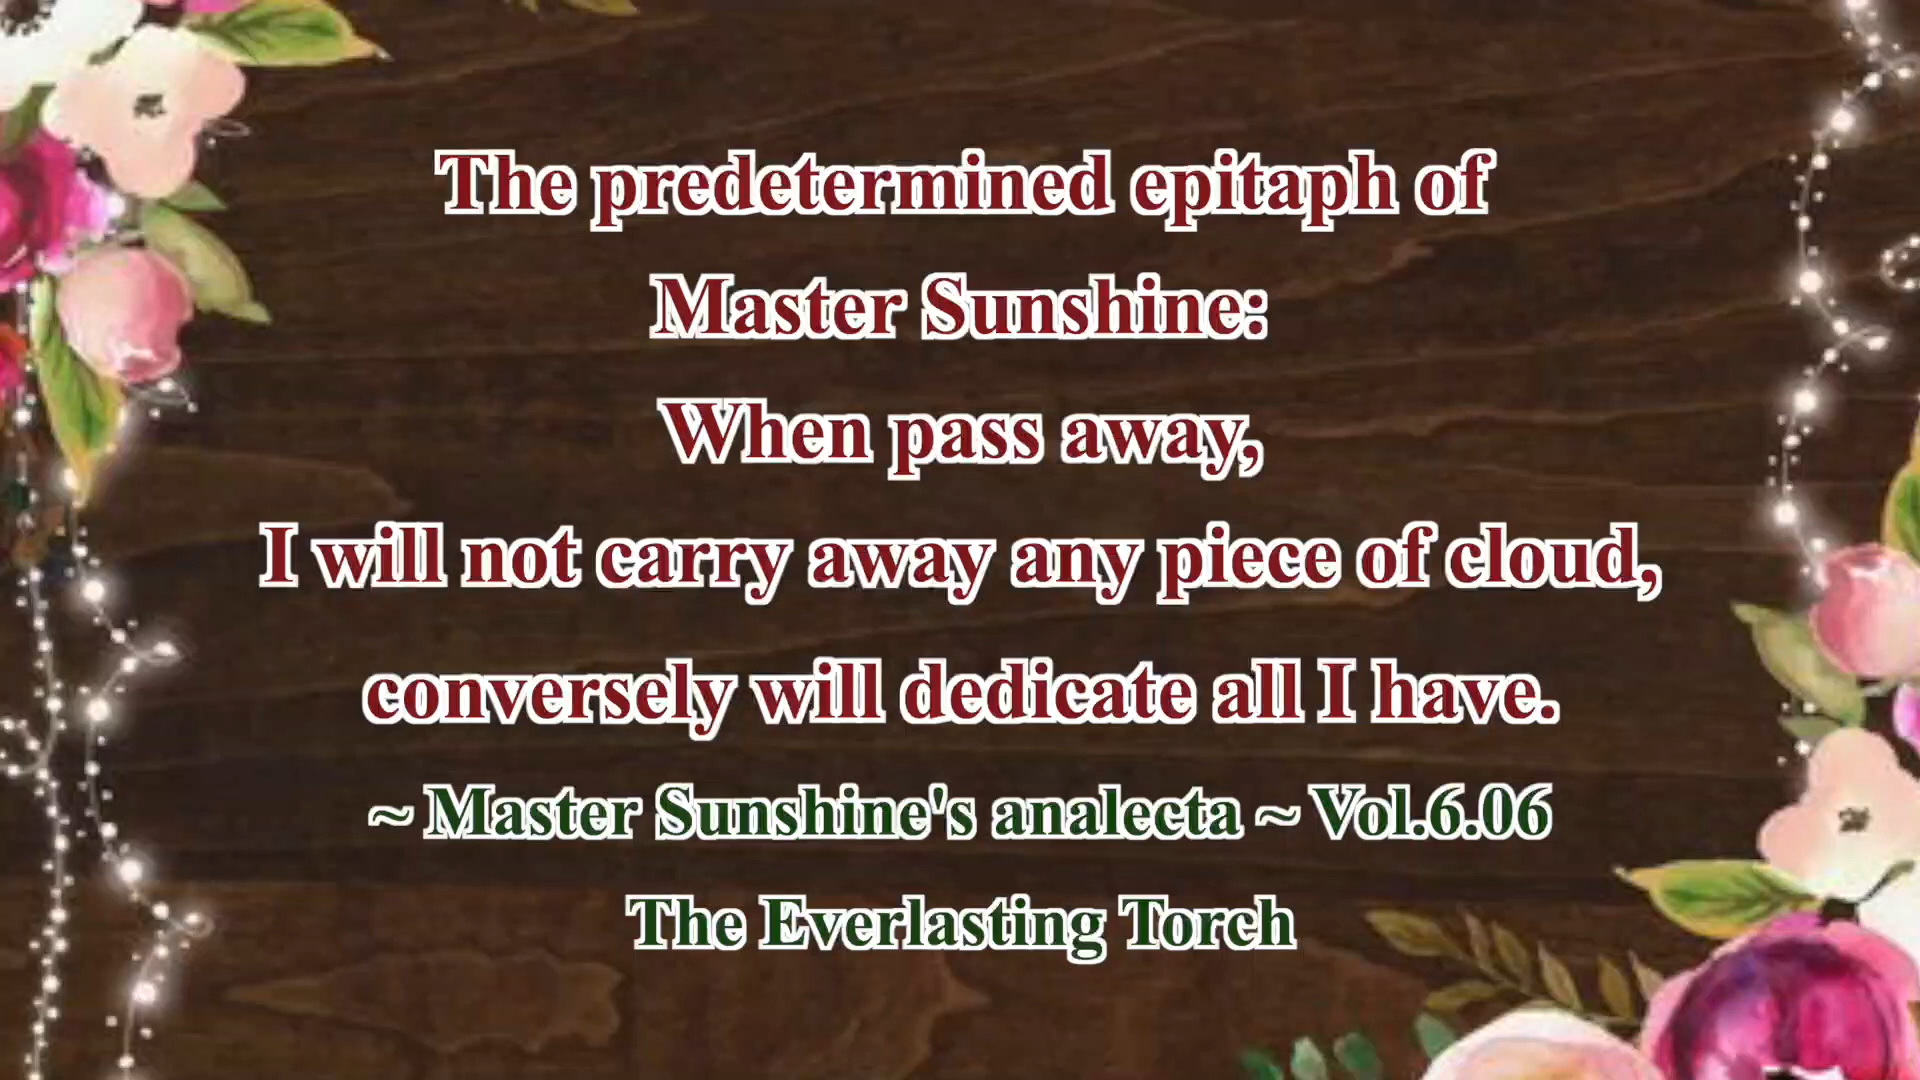 The predetermined epitaph of
Master Sunshine:
When pass away,
I will not carry away any piece of cloud,
conversely will dedicate all I have.
~ Master Sunshine's analecta ~ Vol.6.06
The Everlasting Torch